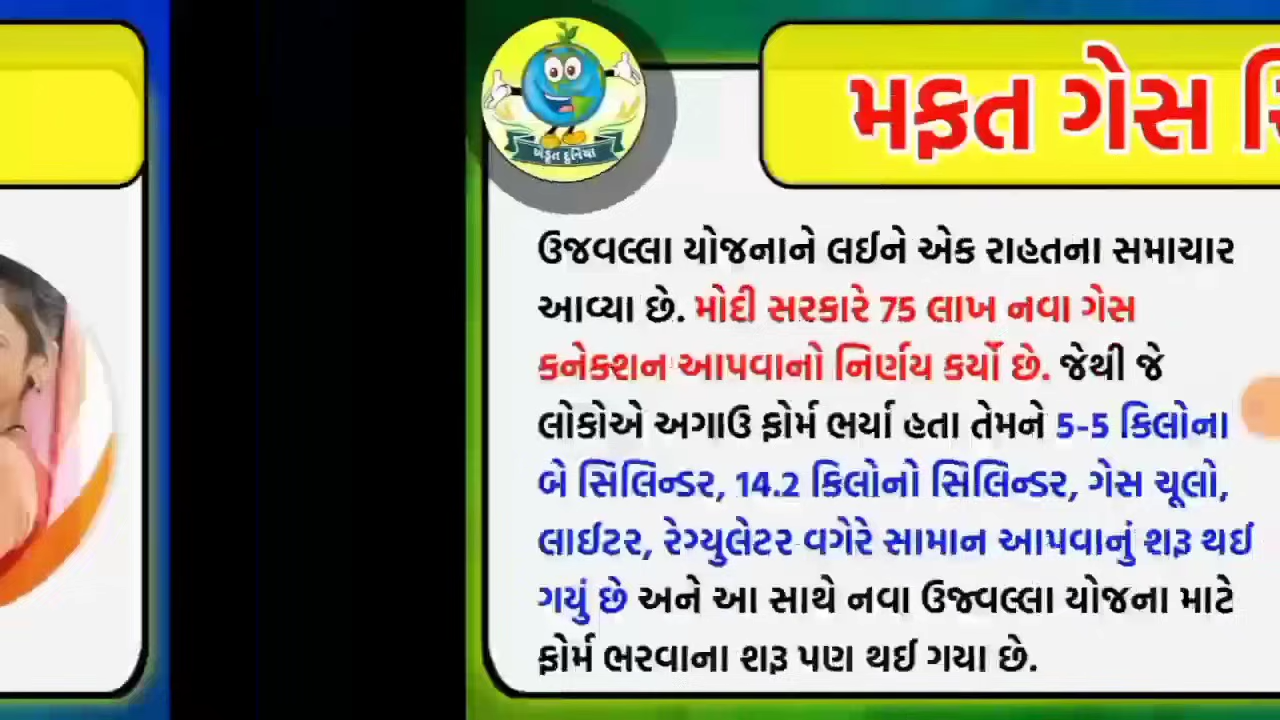 ખેડૂત દુનિયા
મફત ગેસ
ઉજવલ્લા યોજનાને લઈને એક રાહતના સમાચાર
આવ્યા છે. મોદી સરકારે 75 લાખ નવા ગેસ
કનેક્શન આપવાનો નિર્ણય કર્યો છે. જેથી જે
લોકોએ અગાઉ ફોર્મ ભર્યા હતા તેમને 5-5 કિલોના
બે સિલિન્ડર, 14.2 કિલોનો સિલિન્ડર, ગેસ ચૂલો,
લાઈટર, રેગ્યુલેટર વગેરે સામાન આપવાનું શરૂ થઈ
ગયું છે અને આ સાથે નવા ઉજ્વલ્લા યોજના માટે
ફોર્મ ભરવાના શરૂ પણ થઈ ગયા છે.